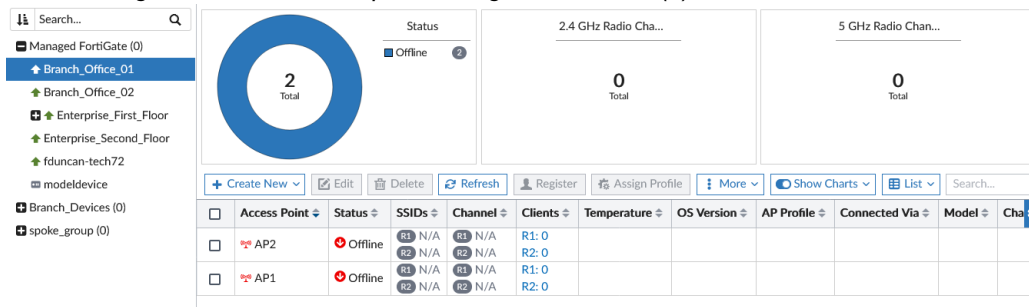 Search...
Managed FortiGate (0)
Branch_Office_01
Branch_Office_02
Enterprise_First_Floor
Enterprise_Second_Floor
fduncan-tech72
modeldevice
Branch_Devices (0)
spoke_group (0)
2
Total
Status
Offline 2
2.4 GHz Radio Cha...
0
Total
5 GHz Radio Chan...
0
Total
Create New Edit Delete Refresh Register Assign Profile More Show Charts List Search...
Access Point Status SSIDs Channel Clients Temperature OS Version AP Profile Connected Via Model Cha
AP2 Offline R1 N/A R1 N/A R1: 0
R2 N/A R2 N/A R2: 0
AP1 Offline R1 N/A R1 N/A R1: 0
R2 N/A R2 N/A R2: 0